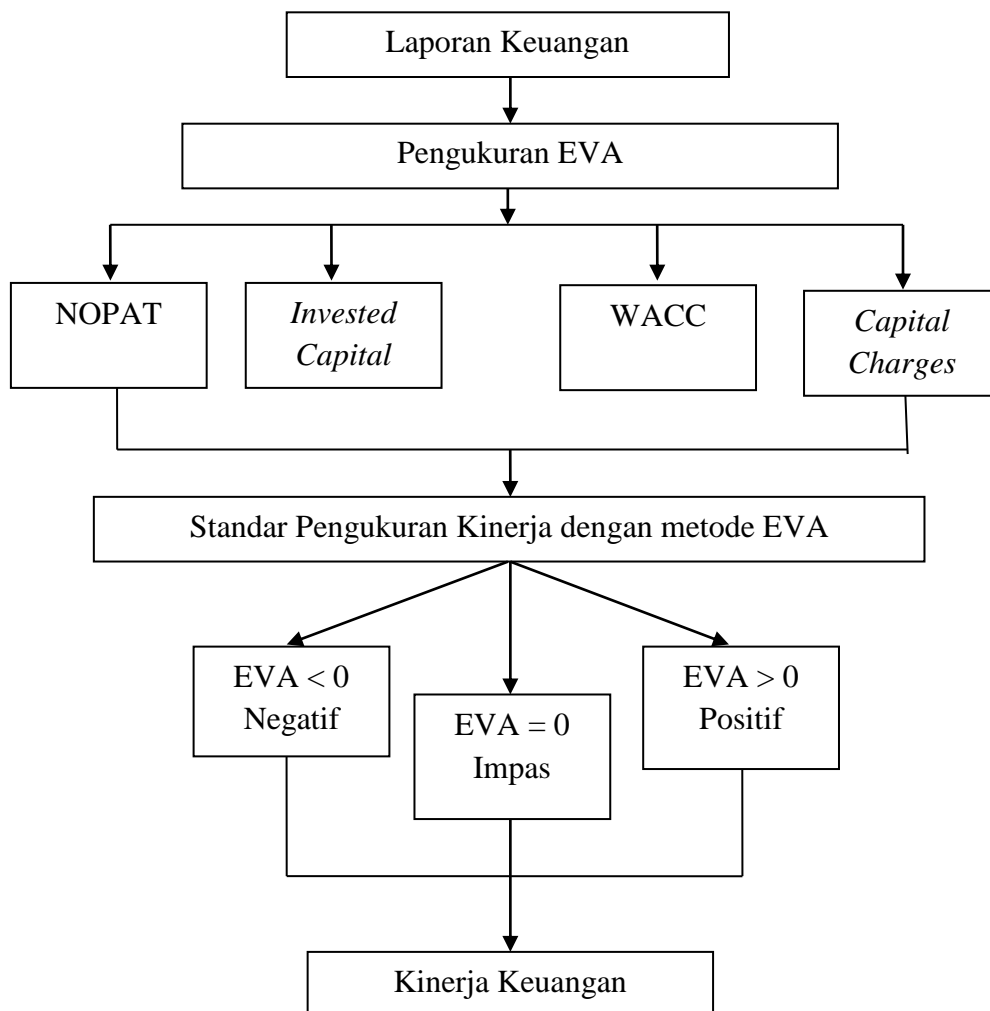 Laporan Keuangan
Pengukuran EVA
NOPAT
Invested
Capital
WACC
Capital
Charges
Standar Pengukuran Kinerja dengan metode EVA
EVA < 0
Negatif
EVA = 0
Impas
EVA > 0
Positif
Kinerja Keuangan